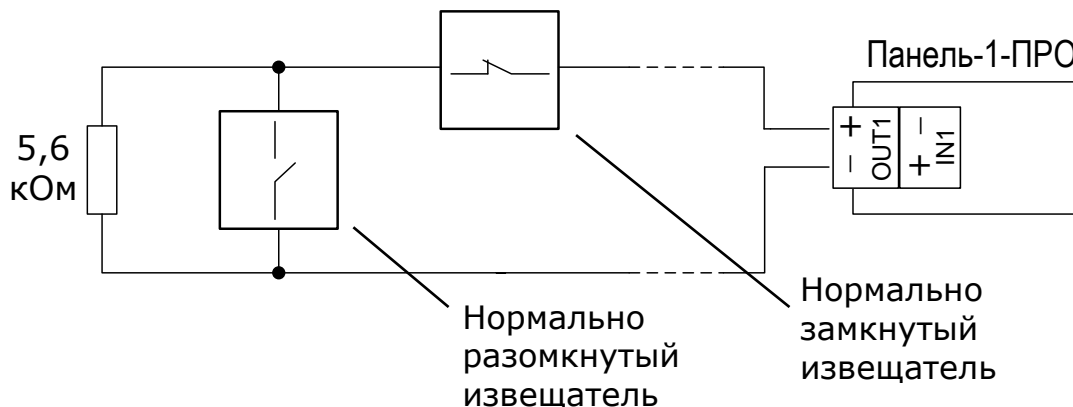 Панель-1-ПРО
5,6
кОм
+ −
− +
OUT1
IN1
Нормально
разомкнутый
извещатель
Нормально
замкнутый
извещатель